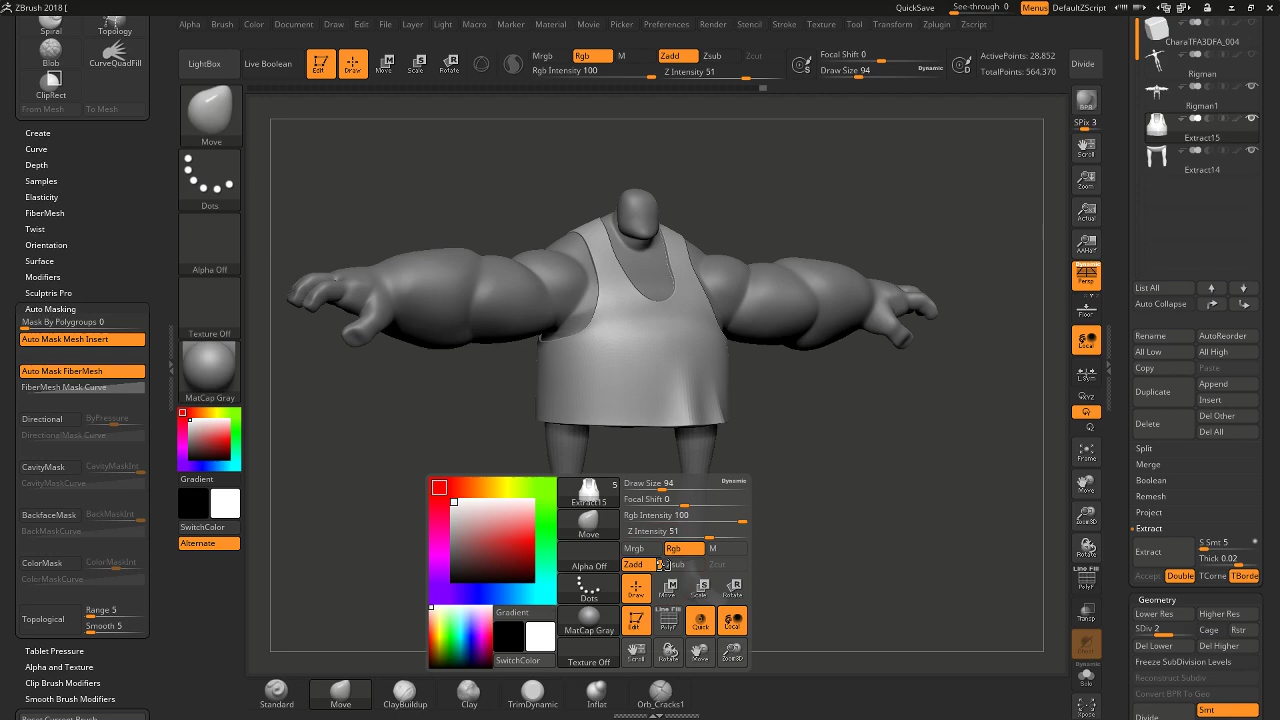 ZBrush 2018 [
QuickSave
See-through 0
Menus
DefaultZScript
Alpha
Brush
Color
Document
Draw
Edit
File
Layer
Light
Macro
Marker
Material
Movie
Picker
Preferences
Render
Stencil
Stroke
Texture
Tool
Transform
Zplugin
Zscript
Spiral
Topology
Blob
CurveQuadFill
ClipRect
From Mesh
To Mesh
Create
Curve
Depth
Samples
Elasticity
FiberMesh
Twist
Orientation
Surface
Modifiers
Sculptris Pro
Auto Masking
Mask By Polygroups 0
Auto Mask Mesh Insert
Auto Mask FiberMesh
FiberMesh Mask Curve
Directional
ByPressure
DirectionalMask Curve
CavityMask
CavityMaskInt
CavityMaskCurve
BackfaceMask
BackMaskInt
BackMaskCurve
ColorMask
ColorMaskInt
ColorMaskCurve
Topological
Range 5
Smooth 5
Tablet Pressure
Alpha and Texture
Clip Brush Modifiers
Smooth Brush Modifiers
Reset Current Brush
LightBox
Live Boolean
Edit
Draw
Move
Scale
Rotate
Mrgb
Rgb
M
Rgb Intensity 100
Zadd
Zsub
Zcut
Z Intensity 51
S
Focal Shift 0
Draw Size 94
Dynamic
D
ActivePoints: 28,852
TotalPoints: 564,370
Divide
Move
Dots
Alpha Off
Texture Off
MatCap Gray
Gradient
SwitchColor
Alternate
5
Extract15
Move
Alpha Off
Dots
MatCap Gray
Texture Off
Gradient
SwitchColor
Draw Size 94
Dynamic
Focal Shift 0
Rgb Intensity 100
Z Intensity 51
Mrgb
Rgb
M
Zadd
Zcut
Draw
Move
Scale
Rotate
Edit
Line Fill
PolyF
Quick
Local
Scroll
Rotate
Move
Zoom3D
Standard
Move
ClayBuildup
Clay
TrimDynamic
Inflat
Orb_Cracks1
BPR
SPix 3
Scroll
Zoom
Actual
AAHalf
Dynamic
Persp
Floor
Local
L.Sym
Frame
Move
Zoom3D
Rotate
Line Fill
PolyF
Transp
Dynamic
Solo
Xpose
CharaTFA3DFA_004
Rigman
Rigman1
Extract15
Extract14
List All
Auto Collapse
Rename
AutoReorder
All Low
All High
Copy
Paste
Duplicate
Append
Insert
Delete
Del Other
Del All
Split
Merge
Boolean
Remesh
Project
Extract
Extract
S Smt 5
Thick 0.02
Accept
Double
TCorne
TBorde
Geometry
Lower Res
Higher Res
SDiv 2
Cage
Rstr
Del Lower
Del Higher
Freeze SubDivision Levels
Reconstruct Subdiv
Convert BPR To Geo
Divide
Smt